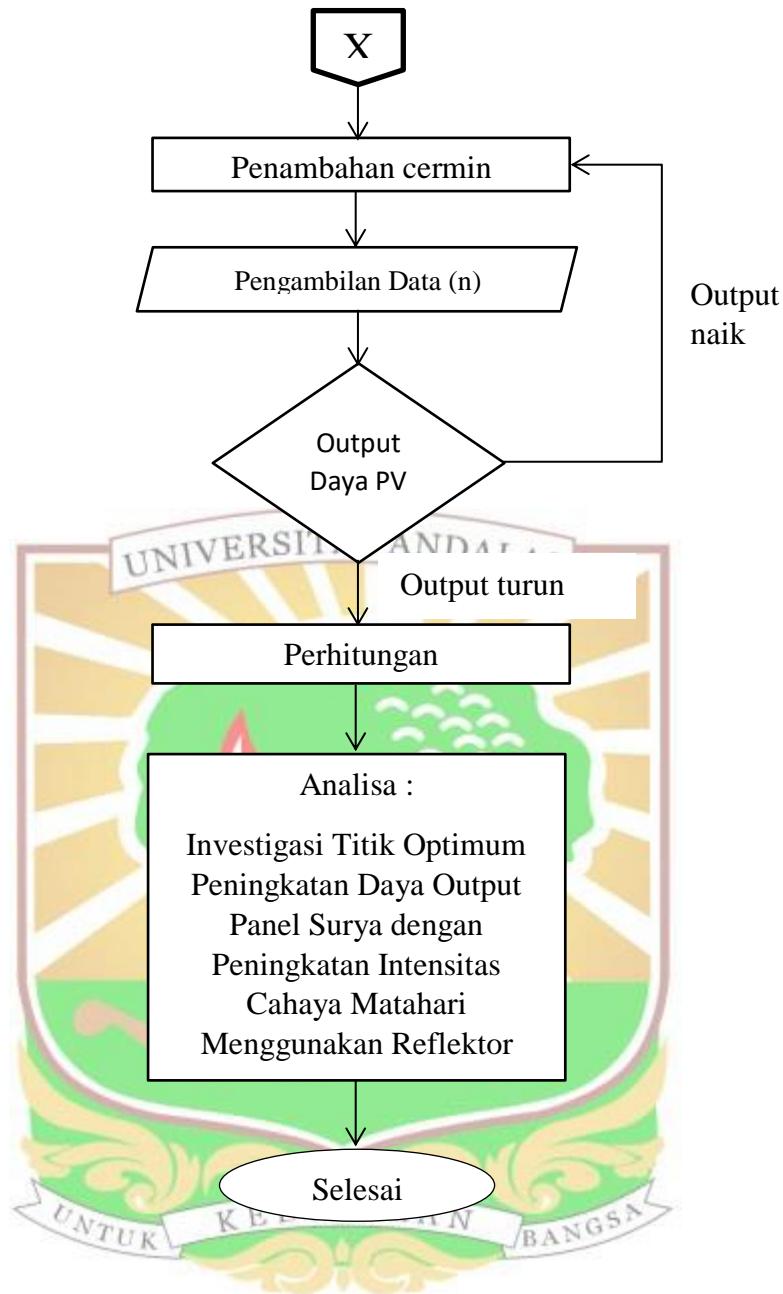 X
Penambahan cermin
Pengambilan Data (n)
Output
naik
Output
Daya PV
UNIVERSIT
Output turun
Perhitungan
Analisa :
Investigasi Titik Optimum
Peningkatan Daya Output
Panel Surya dengan
Peningkatan Intensitas
Cahaya Matahari
Menggunakan Reflektor
Selesai
UNTUK
BANGSA